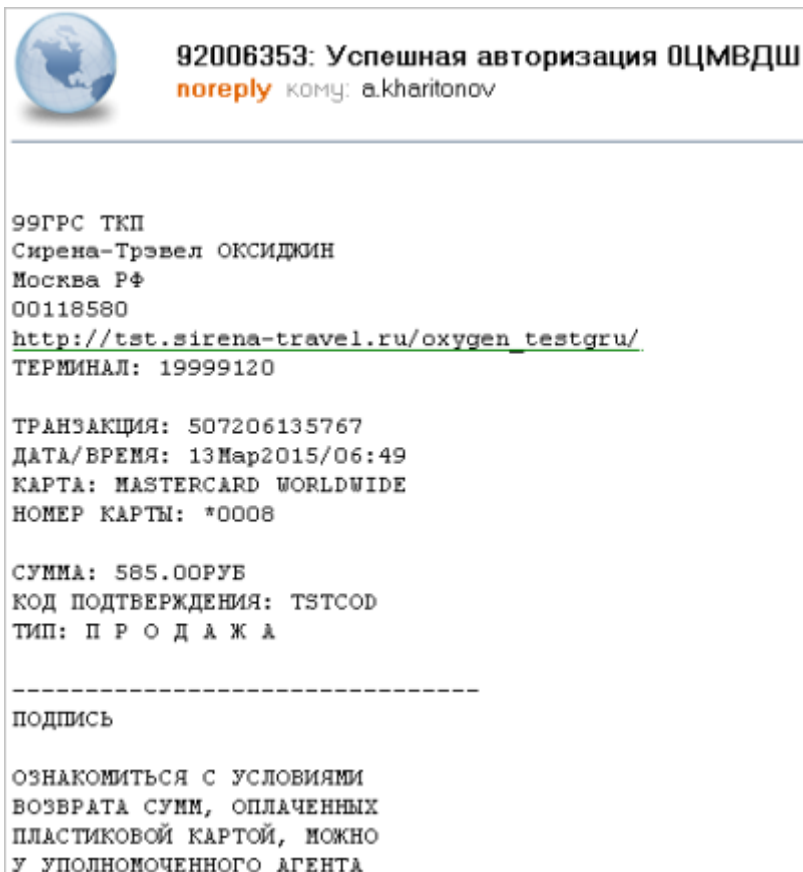 92006353: Успешная авторизация 0ЦМВДШ
noreply кому: a.kharitonov
99ГРС ТКП
Сирена-Трэвел ОКСИДЖИН
Москва РФ
00118580
http://tst.sirena-travel.ru/oxygen_testgru/
ТЕРМИНАЛ: 19999120
ТРАНЗАКЦИЯ: 507206135767
ДАТА/ВРЕМЯ: 13Мар2015/06:49
КАРТА: MASTERCARD WORLDWIDE
НОМЕР КАРТЫ: *0008
СУММА: 585.00РУБ
КОД ПОДТВЕРЖДЕНИЯ: TSTCOD
ТИП: П Р О Д А Ж А
--------------------------------
ПОДПИСЬ
ОЗНАКОМИТЬСЯ С УСЛОВИЯМИ
ВОЗВРАТА СУММ, ОПЛАЧЕННЫХ
ПЛАСТИКОВОЙ КАРТОЙ, МОЖНО
У УПОЛНОМОЧЕННОГО АГЕНТА